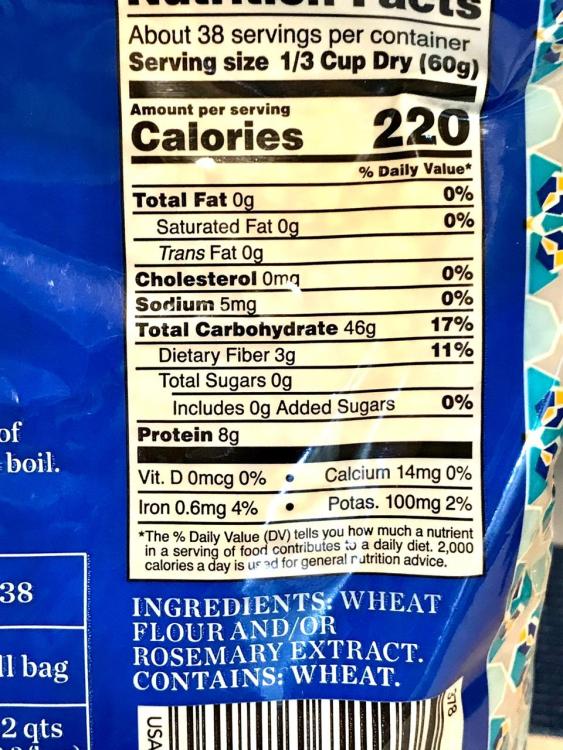 Nutrition Facts
About 38 servings per container
Serving size 1/3 Cup Dry (60g)
Amount per serving
Calories 220
% Daily Value*
Total Fat 0g 0%
Saturated Fat 0g 0%
Trans Fat 0g
Cholesterol 0mg 0%
Sodium 5mg 0%
Total Carbohydrate 46g 17%
Dietary Fiber 3g 11%
Total Sugars 0g
Includes 0g Added Sugars 0%
Protein 8g
Vit. D 0mcg 0% • Calcium 14mg 0%
Iron 0.6mg 4% • Potas. 100mg 2%
*The % Daily Value (DV) tells you how much a nutrient
in a serving of food contributes to a daily diet. 2,000
calories a day is used for general nutrition advice.
INGREDIENTS: WHEAT
FLOUR AND/OR
ROSEMARY EXTRACT.
CONTAINS: WHEAT.
of
boil.
38
ll bag
2 qts
USA